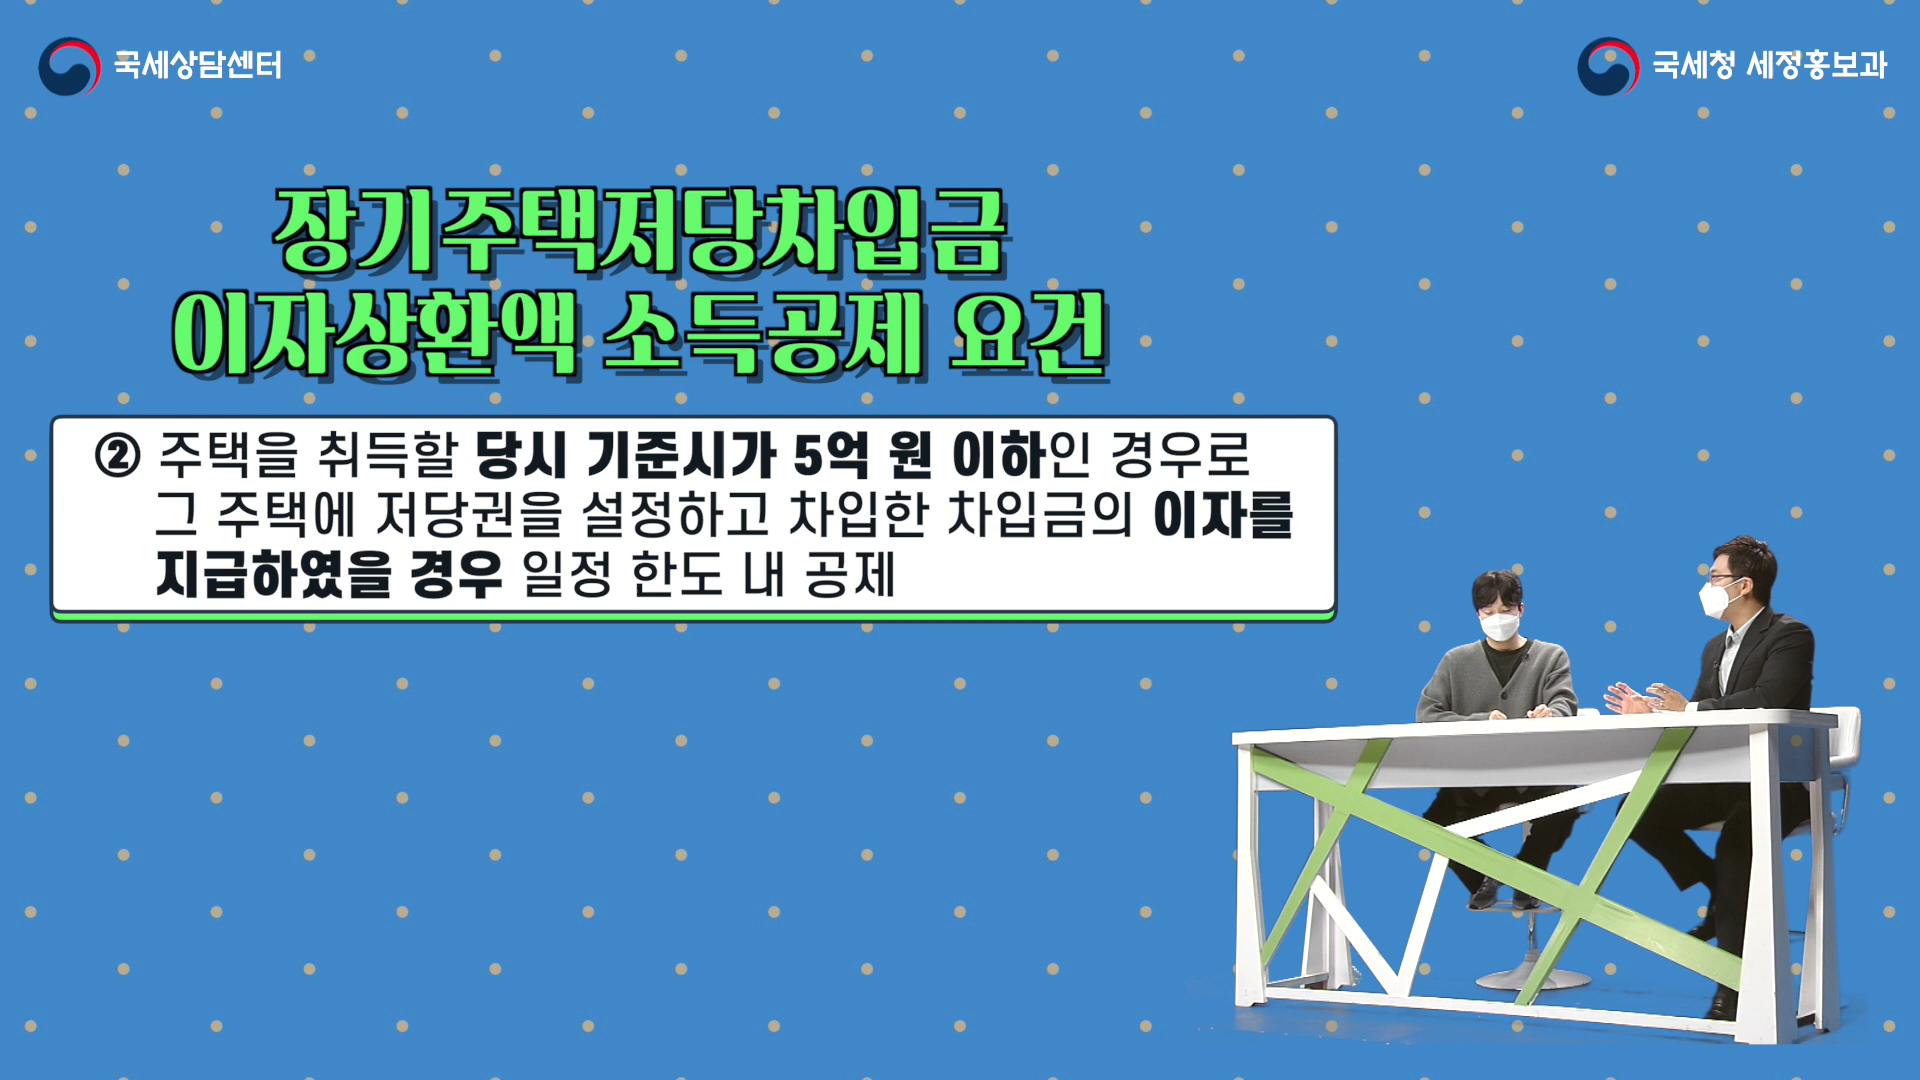 국세상담센터
국세청 세정홍보과
장기주택저당차입금
이자상환액 소득공제 요건
② 주택을 취득할 당시 기준시가 5억 원 이하인 경우로
그 주택에 저당권을 설정하고 차입한 차입금의 이자를
지급하였을 경우 일정 한도 내 공제